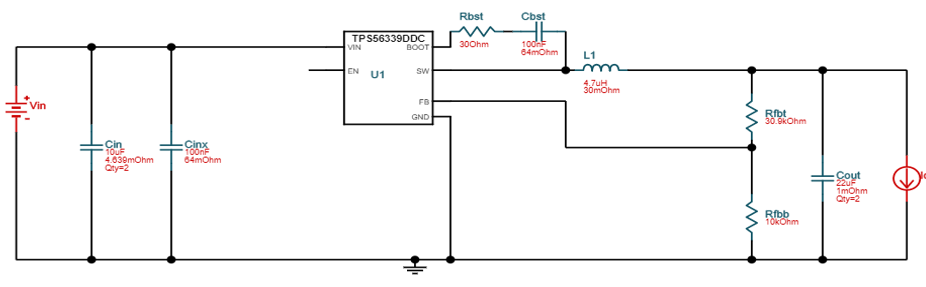 Rbst
30Ohm
Cbst
100nF
64mOhm
TPS56339DDC
VIN
BOOT
EN
SW
U1
FB
GND
L1
4.7uH
30mOhm
Vin
Cin
10uF
4.639mOhm
Qty=2
Cinx
100nF
64mOhm
Rfbt
30.9kOhm
Cout
22uF
1mOhm
Qty=2
Rfbb
10kOhm